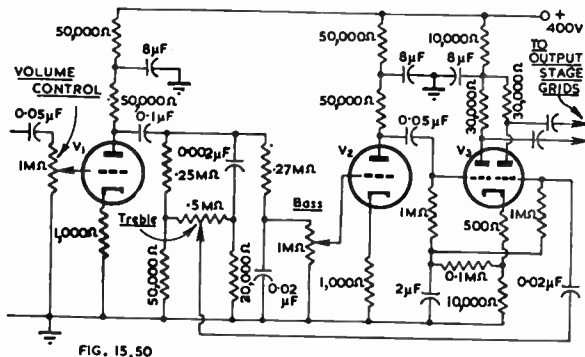 50,000Ω
8µF
50,000Ω
8µF
8µF
10,000Ω
+
400V
TO
OUTPUT
STAGE
GRIDS
VOLUME
CONTROL
0·05µF
V1
1MΩ
1,000Ω
50,000Ω
0·1µF
0·002µF
·25MΩ
·27MΩ
·5MΩ
Treble
50,000Ω
20,000Ω
0·02
µF
Bass
1MΩ
50,000Ω
V2
0·05µF
1,000Ω
30,000Ω
30,000Ω
V3
1MΩ
500Ω
1MΩ
0·1MΩ
2µF
10,000Ω
0·02µF
FIG. 15.50